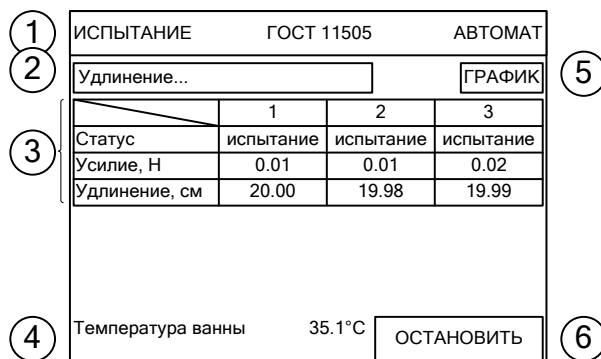 1 ИСПЫТАНИЕ ГОСТ 11505 АВТОМАТ
2 Удлинение... ГРАФИК 5
1 2 3
3 Статус испытание испытание испытание
Усилие, Н 0.01 0.01 0.02
Удлинение, см 20.00 19.98 19.99
4 Температура ванны 35.1°C ОСТАНОВИТЬ 6